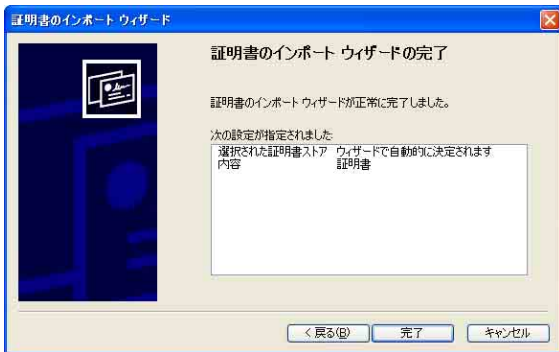 証明書のインポート ウィザード
証明書のインポート ウィザードの完了
証明書のインポート ウィザードが正常に完了しました。
次の設定が指定されました
選択された証明書ストア ウィザードで自動的に決定されます
内容 証明書
< 戻る(B) 完了 キャンセル